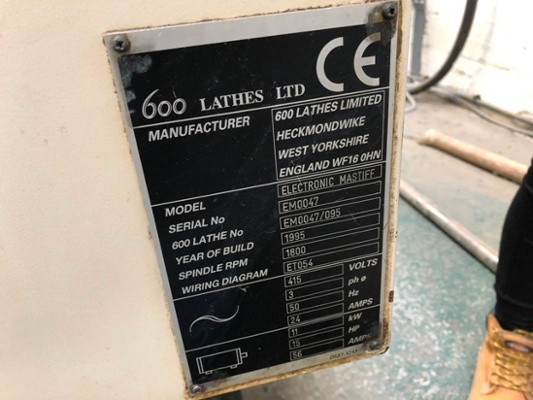 600 LATHES LTD CE
MANUFACTURER 600 LATHES LIMITED
HECKMONDWIKE
WEST YORKSHIRE
ENGLAND WF16 0HN
MODEL ELECTRONIC MASTIFF
SERIAL No EM0047
600 LATHE No EM0047/095
YEAR OF BUILD 1995
SPINDLE RPM 1800
WIRING DIAGRAM ET054
415 VOLTS
3 ph ø
50 Hz
24 AMPS
11 kW
15 HP
56 AMPS